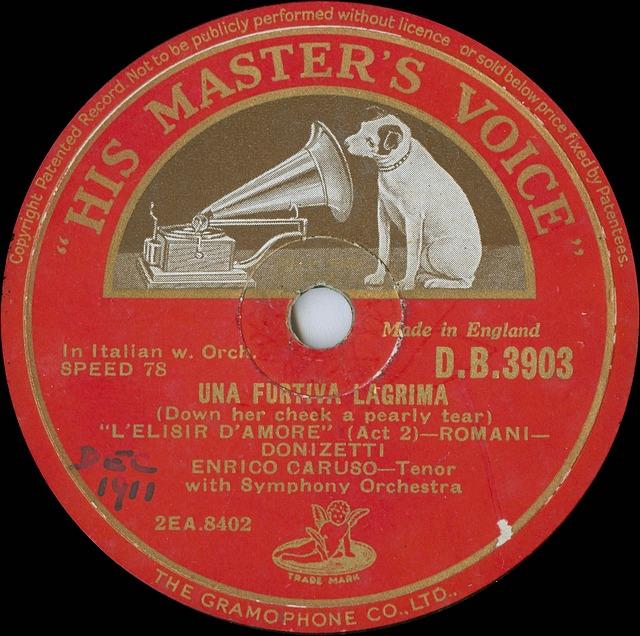 Copyright Patented Record. Not to be publicly performed without licence or sold below price fixed by Patentees.
"HIS MASTER'S VOICE"
Made in England
In Italian w. Orch.
SPEED 78
D.B.3903
UNA FURTIVA LAGRIMA
(Down her cheek a pearly tear)
"L'ELISIR D'AMORE" (Act 2)—ROMANI—
DONIZETTI
ENRICO CARUSO—Tenor
with Symphony Orchestra
DEC
1911
2EA.8402
TRADE MARK
THE GRAMOPHONE CO., LTD.,